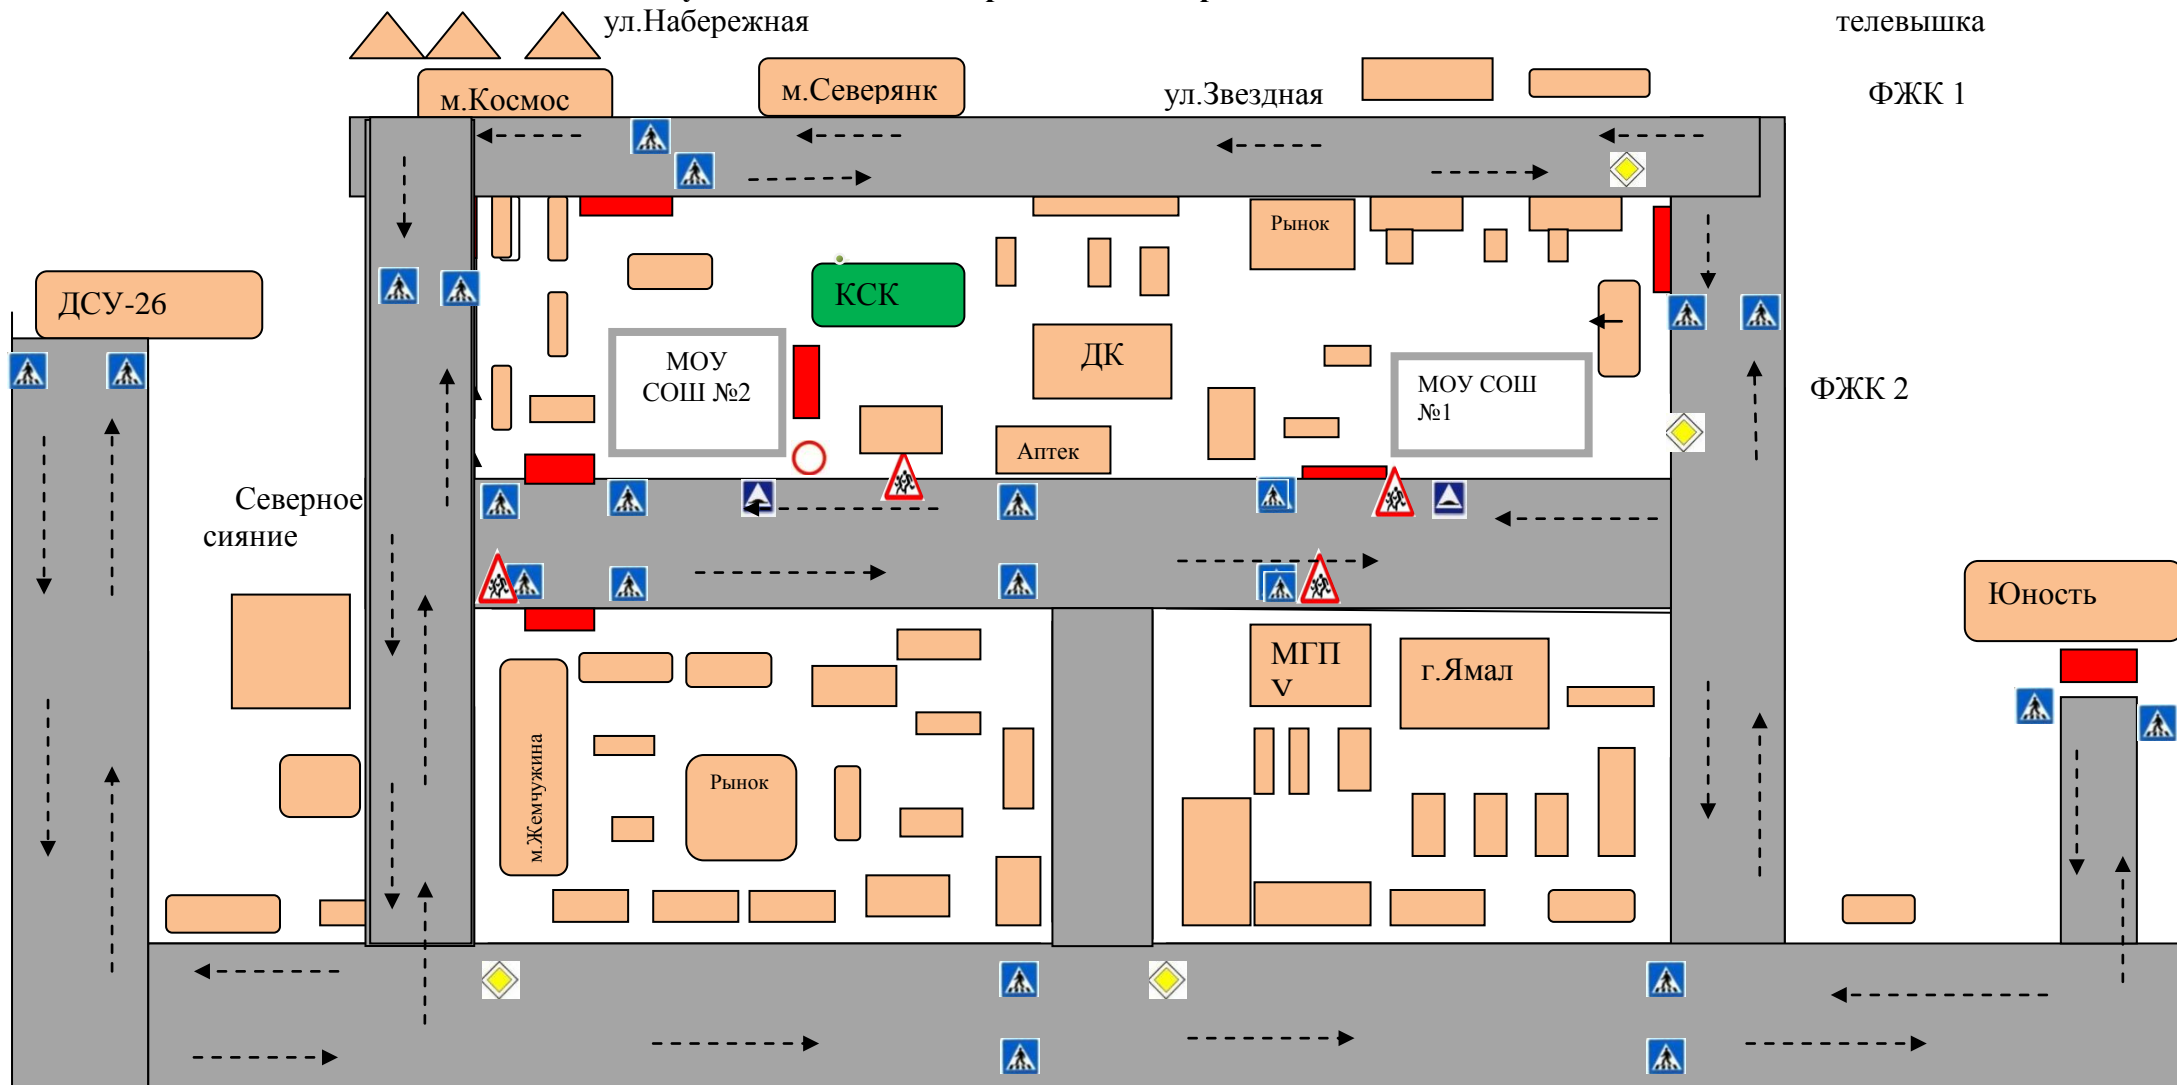 ул.Набережная
телевышка
м.Космос
м.Северянк
ул.Звездная
ФЖК 1
Рынок
ДСУ-26
КСК
МОУ
СОШ №2
ДК
МОУ СОШ
№1
ФЖК 2
Аптек
Северное
сияние
Юность
МГП
г.Ямал
м.Жемчужина
Рынок